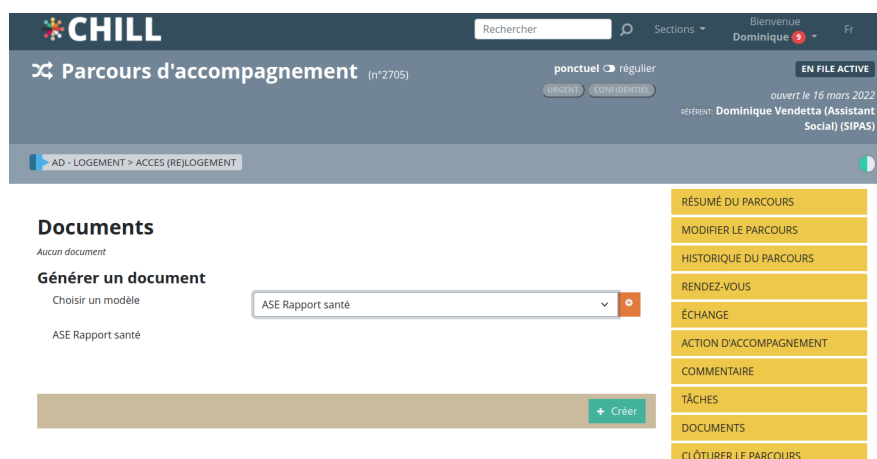 CHILL
Rechercher
Sections
Bienvenue
Dominique 9
Fr
Parcours d'accompagnement (n°2705)
ponctuel régulier
URGENT CONFIDENTIEL
EN FILE ACTIVE
ouvert le 16 mars 2022
RÉFÉRENT: Dominique Vendetta (Assistant
Social) (SIPAS)
AD - LOGEMENT > ACCES (RE)LOGEMENT
Documents
Aucun document
Générer un document
Choisir un modèle
ASE Rapport santé
ASE Rapport santé
+ Créer
RÉSUMÉ DU PARCOURS
MODIFIER LE PARCOURS
HISTORIQUE DU PARCOURS
RENDEZ-VOUS
ÉCHANGE
ACTION D'ACCOMPAGNEMENT
COMMENTAIRE
TÂCHES
DOCUMENTS
CLÔTURER LE PARCOURS